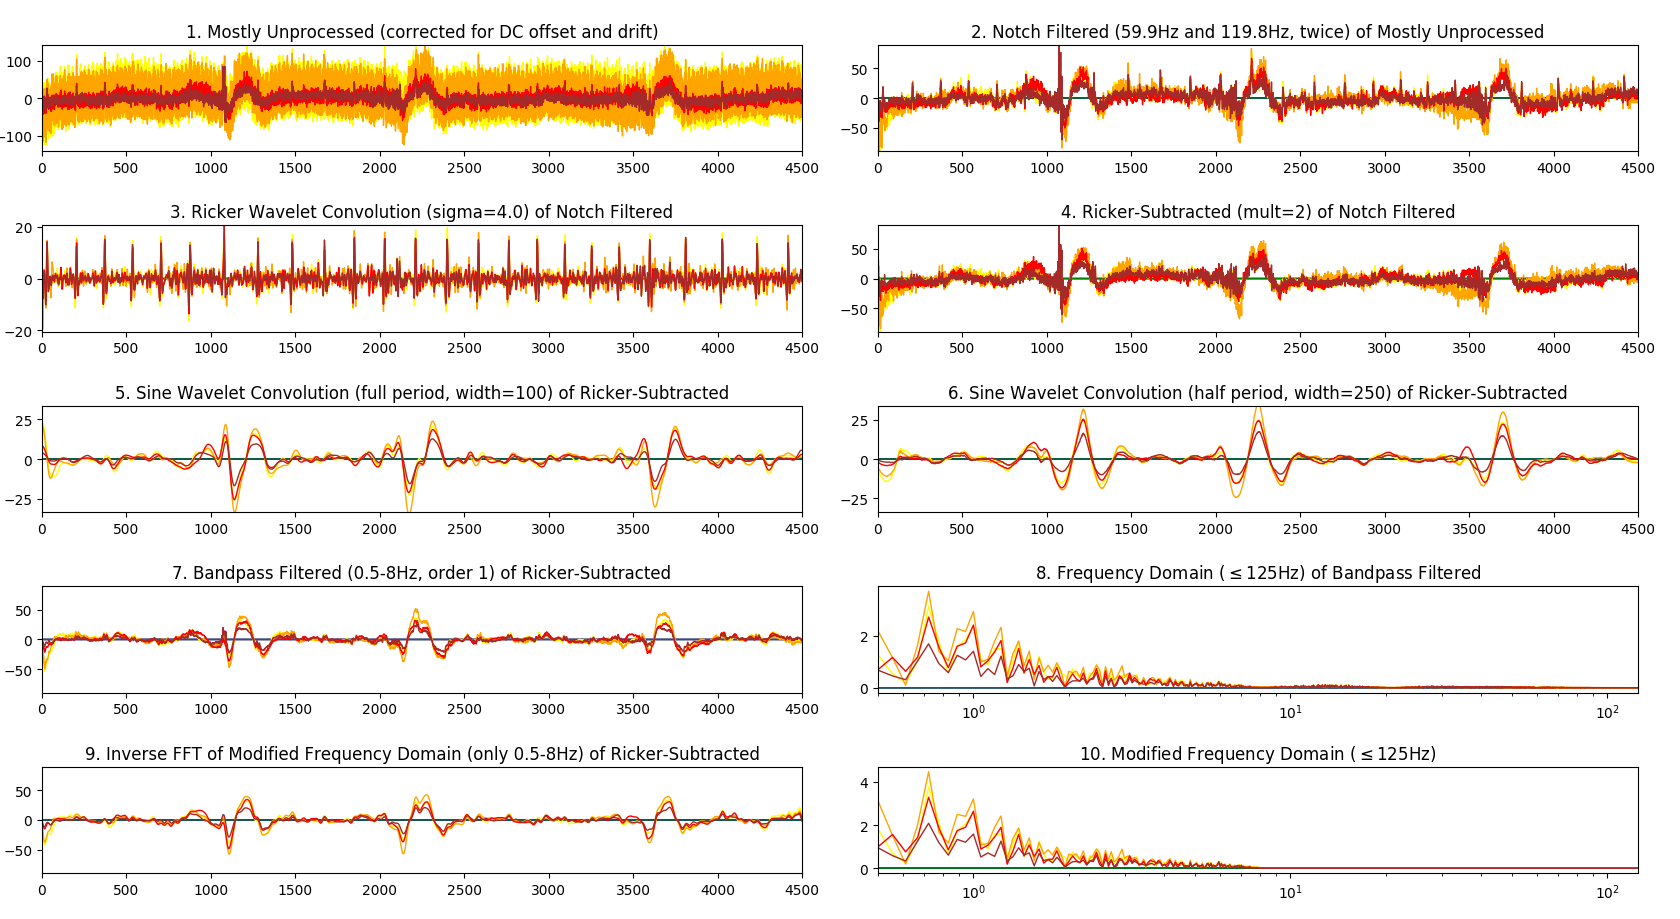 1. Mostly Unprocessed (corrected for DC offset and drift)
100
0
−100
0 500 1000 1500 2000 2500 3000 3500 4000 4500
2. Notch Filtered (59.9Hz and 119.8Hz, twice) of Mostly Unprocessed
50
0
−50
0 500 1000 1500 2000 2500 3000 3500 4000 4500
3. Ricker Wavelet Convolution (sigma=4.0) of Notch Filtered
20
0
−20
0 500 1000 1500 2000 2500 3000 3500 4000 4500
4. Ricker-Subtracted (mult=2) of Notch Filtered
50
0
−50
0 500 1000 1500 2000 2500 3000 3500 4000 4500
5. Sine Wavelet Convolution (full period, width=100) of Ricker-Subtracted
25
0
−25
0 500 1000 1500 2000 2500 3000 3500 4000 4500
6. Sine Wavelet Convolution (half period, width=250) of Ricker-Subtracted
25
0
−25
0 500 1000 1500 2000 2500 3000 3500 4000 4500
7. Bandpass Filtered (0.5-8Hz, order 1) of Ricker-Subtracted
50
0
−50
0 500 1000 1500 2000 2500 3000 3500 4000 4500
8. Frequency Domain (≤125Hz) of Bandpass Filtered
2
0
10⁰ 10¹ 10²
9. Inverse FFT of Modified Frequency Domain (only 0.5-8Hz) of Ricker-Subtracted
50
0
−50
0 500 1000 1500 2000 2500 3000 3500 4000 4500
10. Modified Frequency Domain (≤125Hz)
4
2
0
10⁰ 10¹ 10²